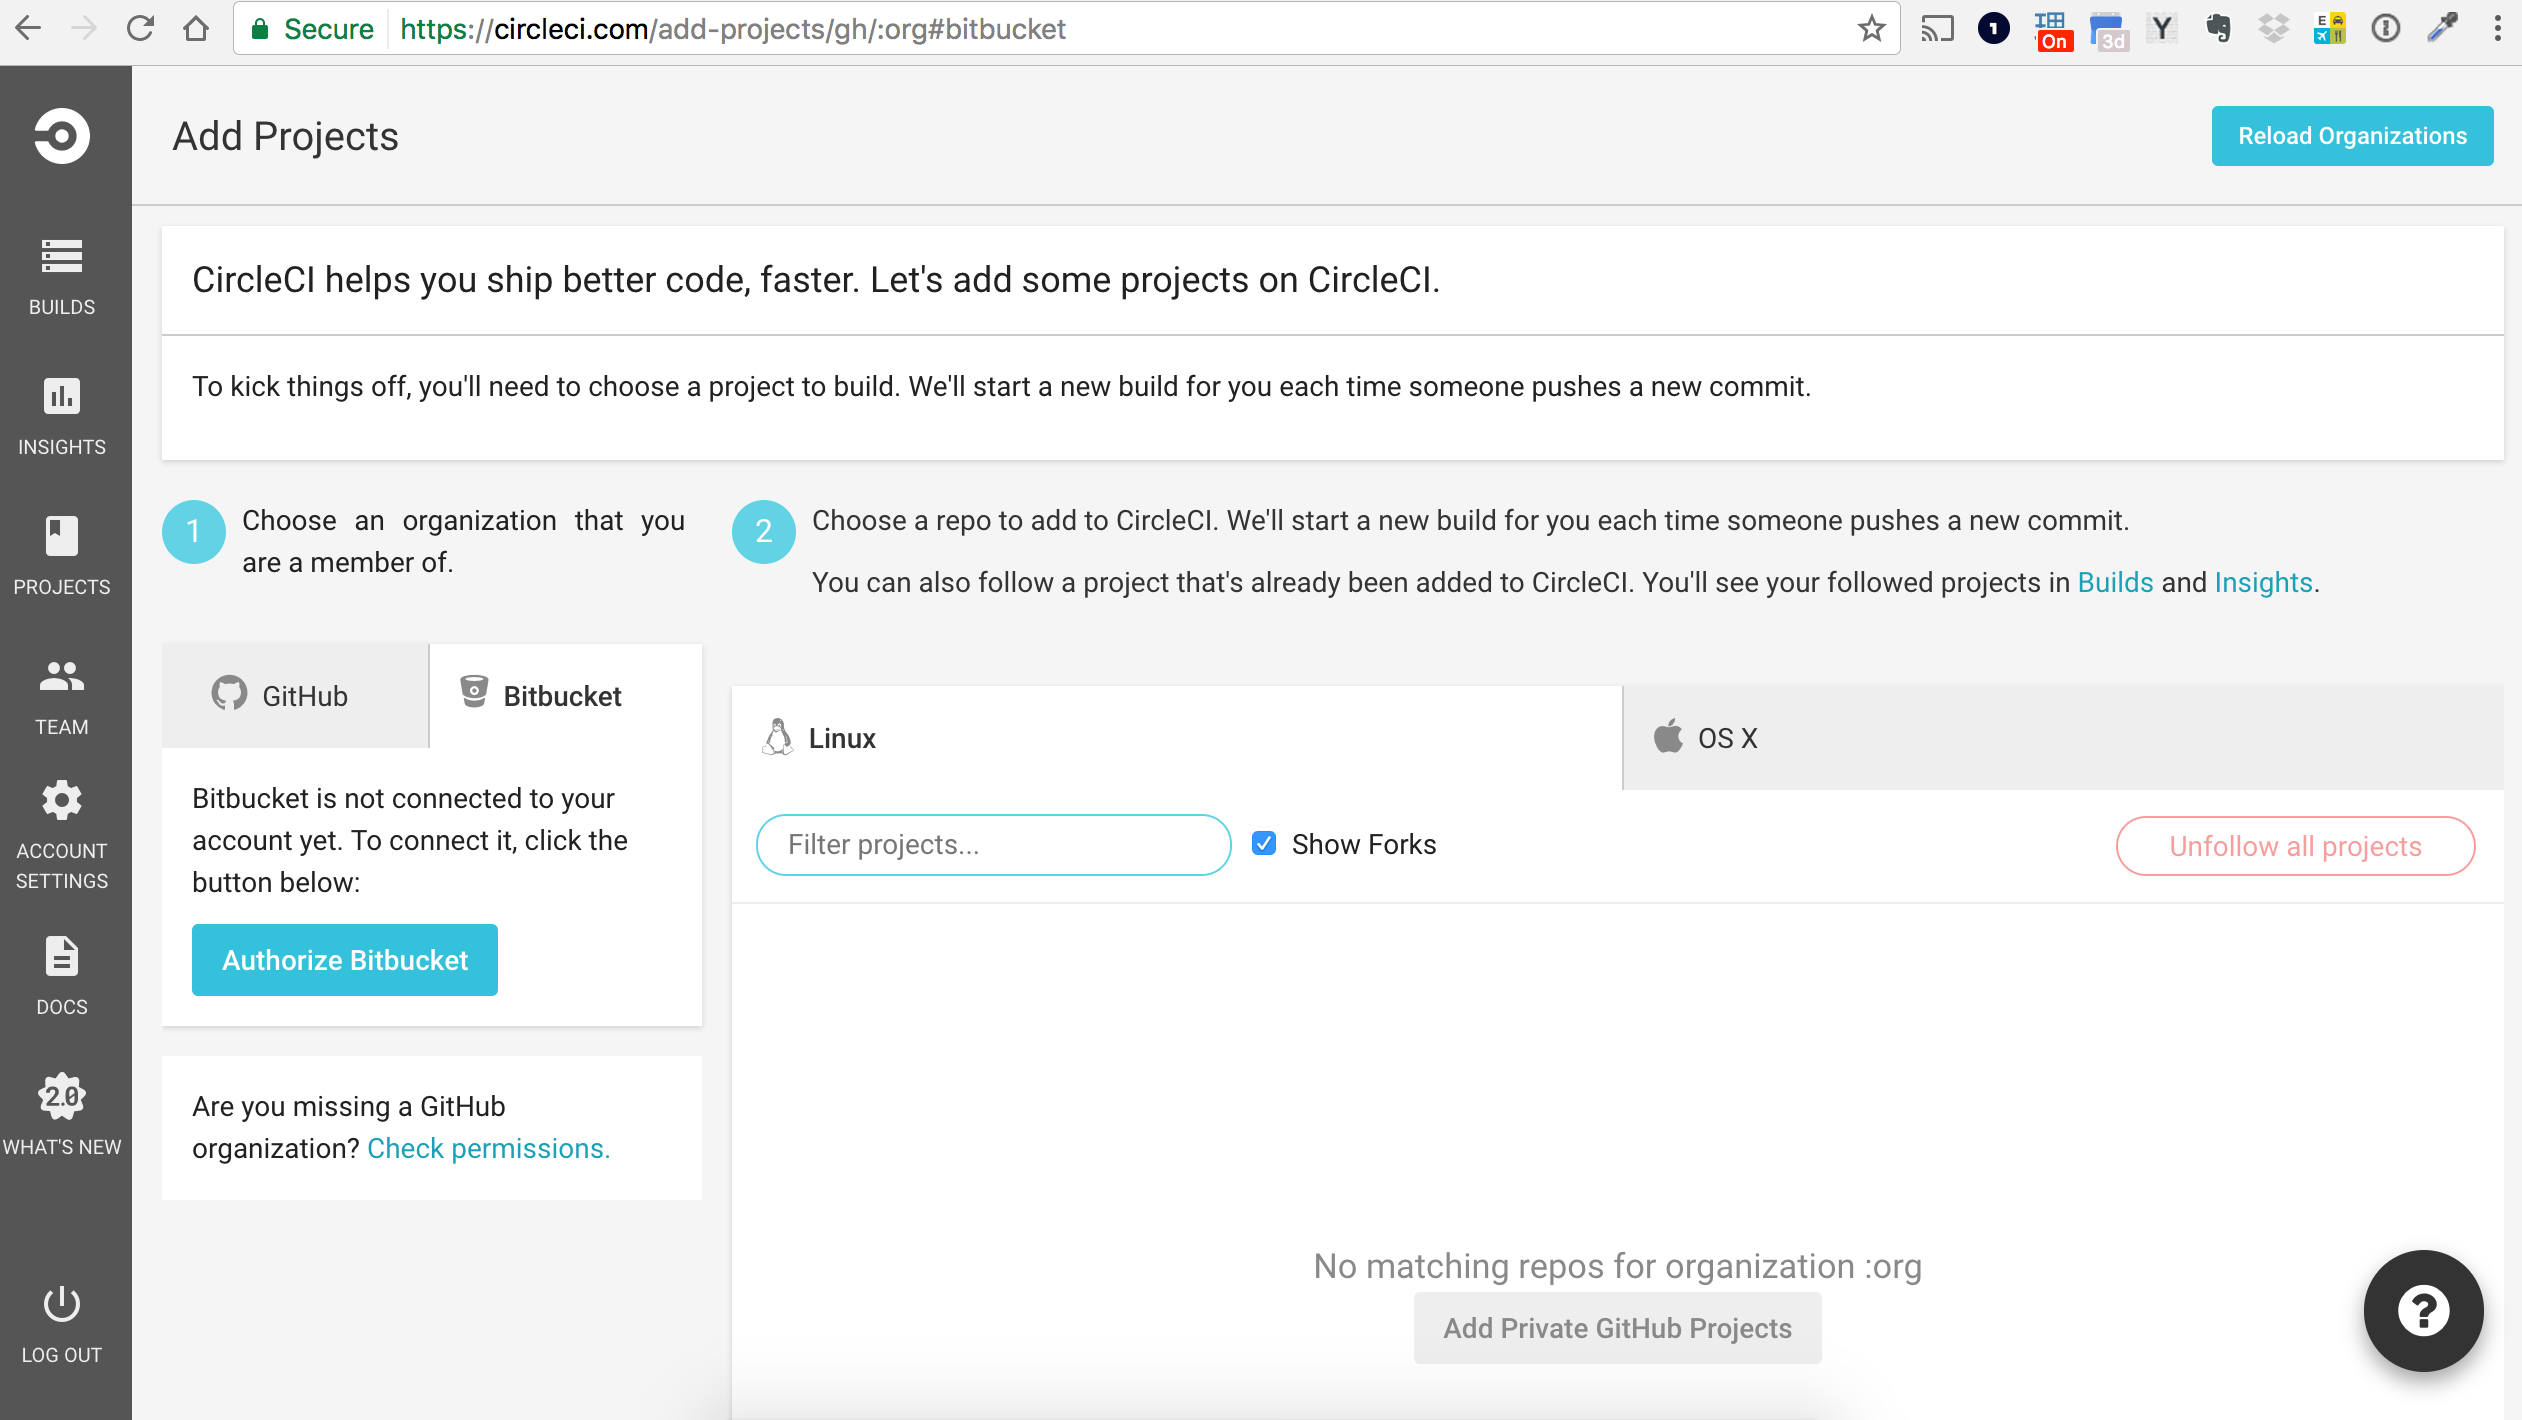 Secure https://circleci.com/add-projects/gh/:org#bitbucket
1
On
3d
Y
E
Add Projects
Reload Organizations
BUILDS
INSIGHTS
PROJECTS
TEAM
ACCOUNT
SETTINGS
DOCS
2.0
WHAT'S NEW
LOG OUT
CircleCI helps you ship better code, faster. Let's add some projects on CircleCI.
To kick things off, you'll need to choose a project to build. We'll start a new build for you each time someone pushes a new commit.
1
Choose an organization that you
are a member of.
2
Choose a repo to add to CircleCI. We'll start a new build for you each time someone pushes a new commit.
You can also follow a project that's already been added to CircleCI. You'll see your followed projects in Builds and Insights.
GitHub
Bitbucket
Bitbucket is not connected to your
account yet. To connect it, click the
button below:
Authorize Bitbucket
Are you missing a GitHub
organization? Check permissions.
Linux
OS X
Filter projects...
Show Forks
Unfollow all projects
No matching repos for organization :org
Add Private GitHub Projects
?